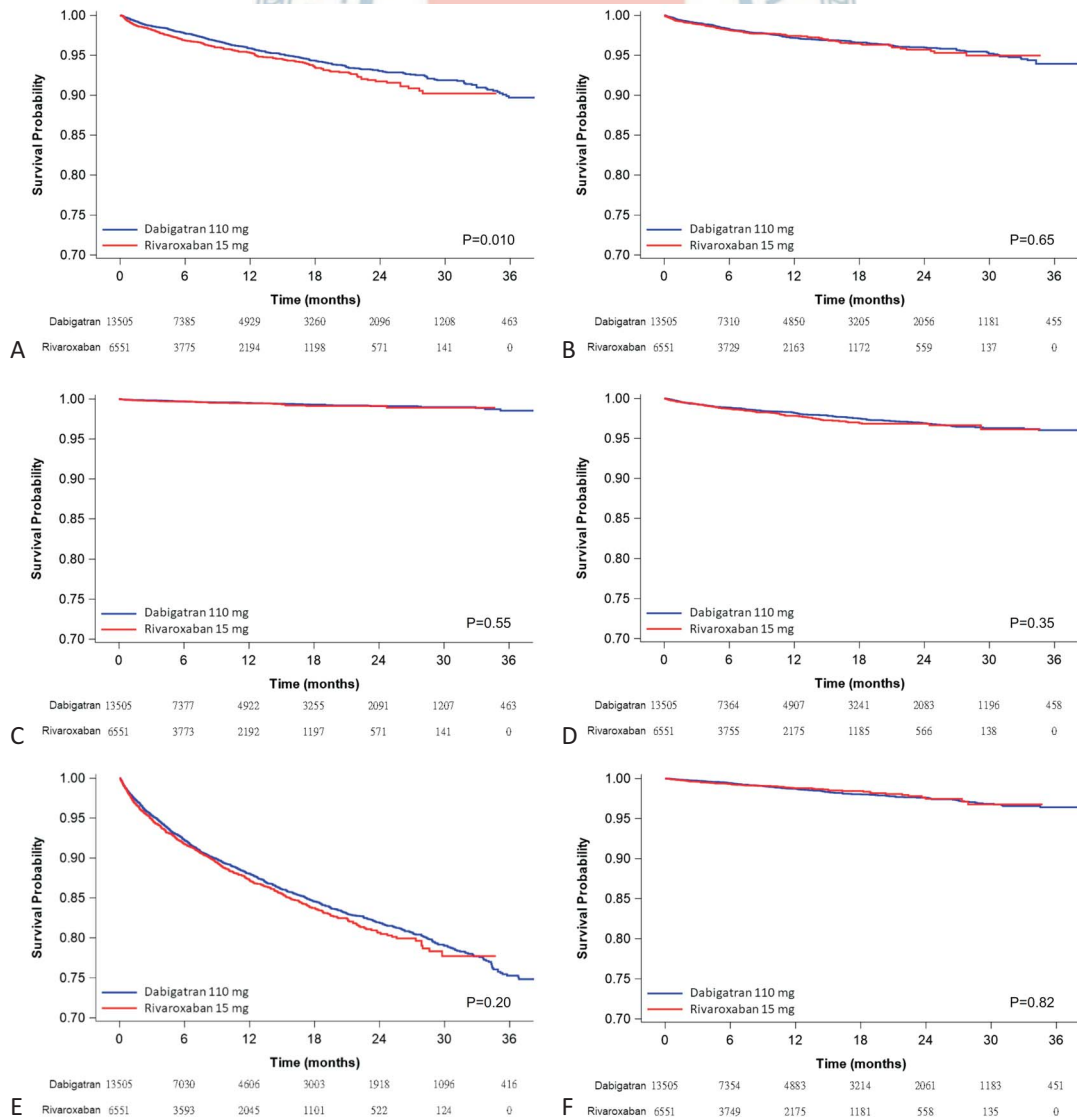 1.00
0.95
0.90
0.85
0.80
0.75
0.70
Survival Probability
Dabigatran 110 mg
Rivaroxaban 15 mg
P=0.010
0 6 12 18 24 30 36
Time (months)
Dabigatran 13505 7385 4929 3260 2096 1208 463
Rivaroxaban 6551 3775 2194 1198 571 141 0
A
1.00
0.95
0.90
0.85
0.80
0.75
0.70
Survival Probability
Dabigatran 110 mg
Rivaroxaban 15 mg
P=0.65
0 6 12 18 24 30 36
Time (months)
Dabigatran 13505 7310 4850 3205 2056 1181 455
Rivaroxaban 6551 3729 2163 1172 559 137 0
B
1.00
0.95
0.90
0.85
0.80
0.75
0.70
Survival Probability
Dabigatran 110 mg
Rivaroxaban 15 mg
P=0.55
0 6 12 18 24 30 36
Time (months)
Dabigatran 13505 7377 4922 3255 2091 1207 463
Rivaroxaban 6551 3773 2192 1197 571 141 0
C
1.00
0.95
0.90
0.85
0.80
0.75
0.70
Survival Probability
Dabigatran 110 mg
Rivaroxaban 15 mg
P=0.35
0 6 12 18 24 30 36
Time (months)
Dabigatran 13505 7364 4907 3241 2083 1196 458
Rivaroxaban 6551 3755 2175 1185 566 138 0
D
1.00
0.95
0.90
0.85
0.80
0.75
0.70
Survival Probability
Dabigatran 110 mg
Rivaroxaban 15 mg
P=0.20
0 6 12 18 24 30 36
Time (months)
Dabigatran 13505 7030 4606 3003 1918 1096 416
Rivaroxaban 6551 3593 2045 1101 522 124 0
E
1.00
0.95
0.90
0.85
0.80
0.75
0.70
Survival Probability
Dabigatran 110 mg
Rivaroxaban 15 mg
P=0.82
0 6 12 18 24 30 36
Time (months)
Dabigatran 13505 7354 4883 3214 2061 1183 451
Rivaroxaban 6551 3749 2175 1181 558 135 0
F